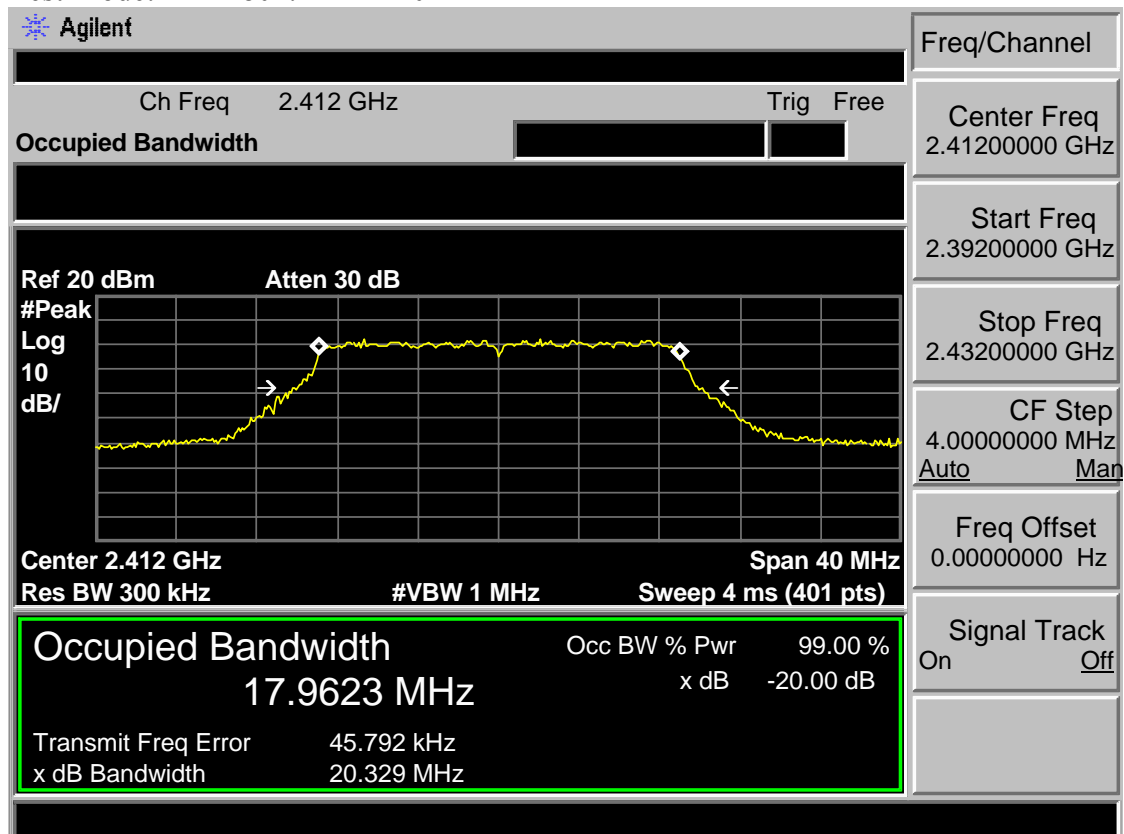 Agilent
Freq/Channel
Ch Freq 2.412 GHz Trig Free
Occupied Bandwidth
Center Freq
2.41200000 GHz
Start Freq
2.39200000 GHz
Stop Freq
2.43200000 GHz
CF Step
4.00000000 MHz
Auto Man
Freq Offset
0.00000000 Hz
Signal Track
On Off
Ref 20 dBm Atten 30 dB
#Peak
Log
10
dB/
Center 2.412 GHz Span 40 MHz
Res BW 300 kHz #VBW 1 MHz Sweep 4 ms (401 pts)
Occupied Bandwidth Occ BW % Pwr 99.00 %
17.9623 MHz x dB -20.00 dB
Transmit Freq Error 45.792 kHz
x dB Bandwidth 20.329 MHz